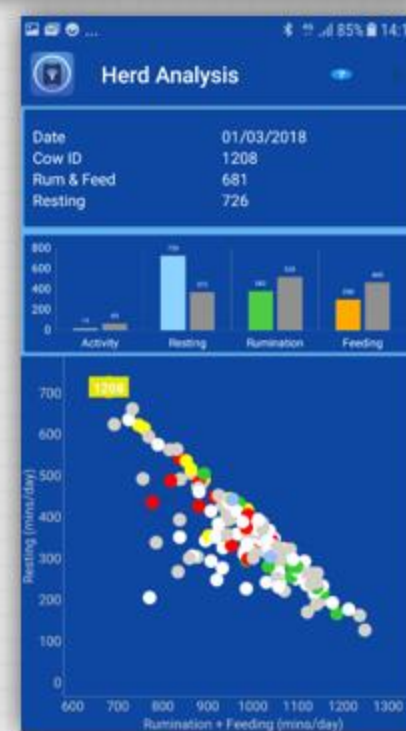 ... 85% 14:1
Herd Analysis
?
Date 01/03/2018
Cow ID 1208
Rum & Feed 681
Resting 726
800
600
400
200
0
Activity Resting Rumination Feeding
1208
700
600
500
400
300
200
100
0
Resting (mins/day)
600 700 800 900 1000 1100 1200 1300
Rumination + Feeding (mins/day)